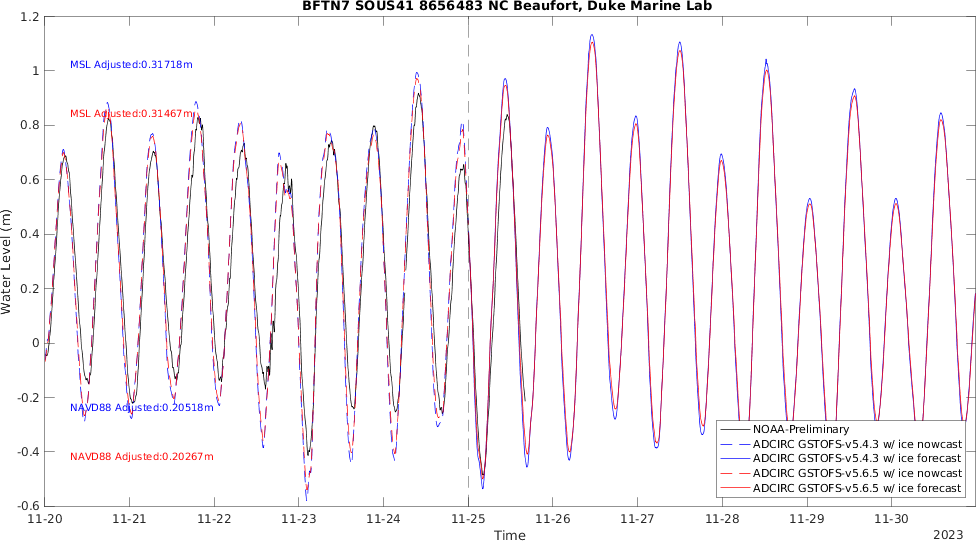 BFTN7 SOUS41 8656483 NC Beaufort, Duke Marine Lab
1.2
1
0.8
0.6
0.4
0.2
0
-0.2
-0.4
-0.6
Water Level (m)
MSL Adjusted:0.31718m
MSL Adjusted:0.31467m
NAVD88 Adjusted:0.20518m
NAVD88 Adjusted:0.20267m
NOAA-Preliminary
ADCIRC GSTOFS-v5.4.3 w/ ice nowcast
ADCIRC GSTOFS-v5.4.3 w/ ice forecast
ADCIRC GSTOFS-v5.6.5 w/ ice nowcast
ADCIRC GSTOFS-v5.6.5 w/ ice forecast
11-20 11-21 11-22 11-23 11-24 11-25 11-26 11-27 11-28 11-29 11-30
Time
2023